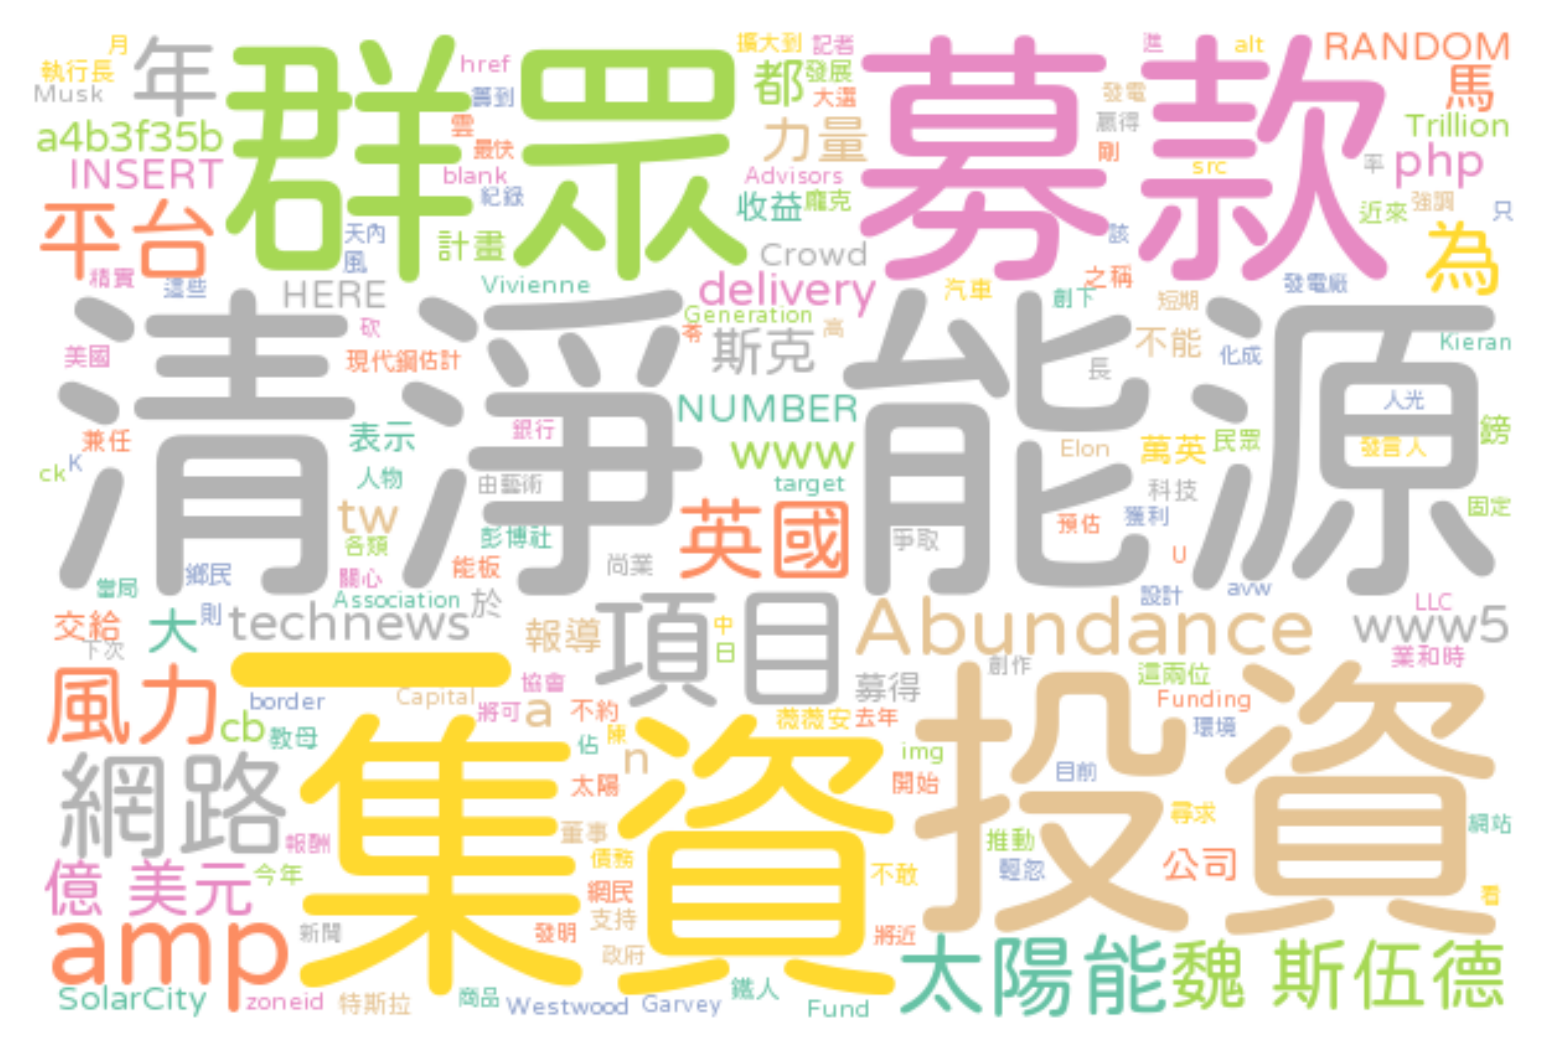 月
年
群眾
href
擴大到
記者
募款
進
alt
RANDOM
執行長
Musk
籌到
都
發展
大選
發電
馬
a4b3f35b
雲
最快
力量
贏得
剛
src
Trillion
INSERT
blank
紀錄
Advisors
率
php
平台
天內
風
計畫
收益
龐克
Crowd
該
近來
強調
只
為
精實
這些
HERE
Vivienne
delivery
汽車
之稱
創下
短期
發電廠
清淨能源
砍
Generation
苓
高
斯克
不能
化成
Kieran
美國
現代鋼
估計
長
NUMBER
人光
兼任
表示
銀行
www
Elon
萬英
民眾
發言人
鎊
ck
K
人物
由藝術
target
科技
固定
tw
各類
彭博社
英國
爭取
預估
獲利
當局
鄉民
關心
能板
尚業
U
設計
avw
Association
於
LLC
交給
下次
大
則
technews
報導
項目
中
日
Abundance
www5
業和時
風力
一
創作
這兩位
border
Capital
協會
募得
投資
Funding
cb
教母
將可
a
不約
陳
薇薇安
去年
環境
網路
集資
佔
n
img
目前
太陽
開始
尋求
報酬
董事
推動
網站
億 美元
今年
債務
不敢
輕忽
公司
網民
看
amp
新聞
發明
支持
將近
政府
太陽能
魏 斯伍德
SolarCity
zoneid
特斯拉
商品
Westwood
Garvey
鐵人
Fund